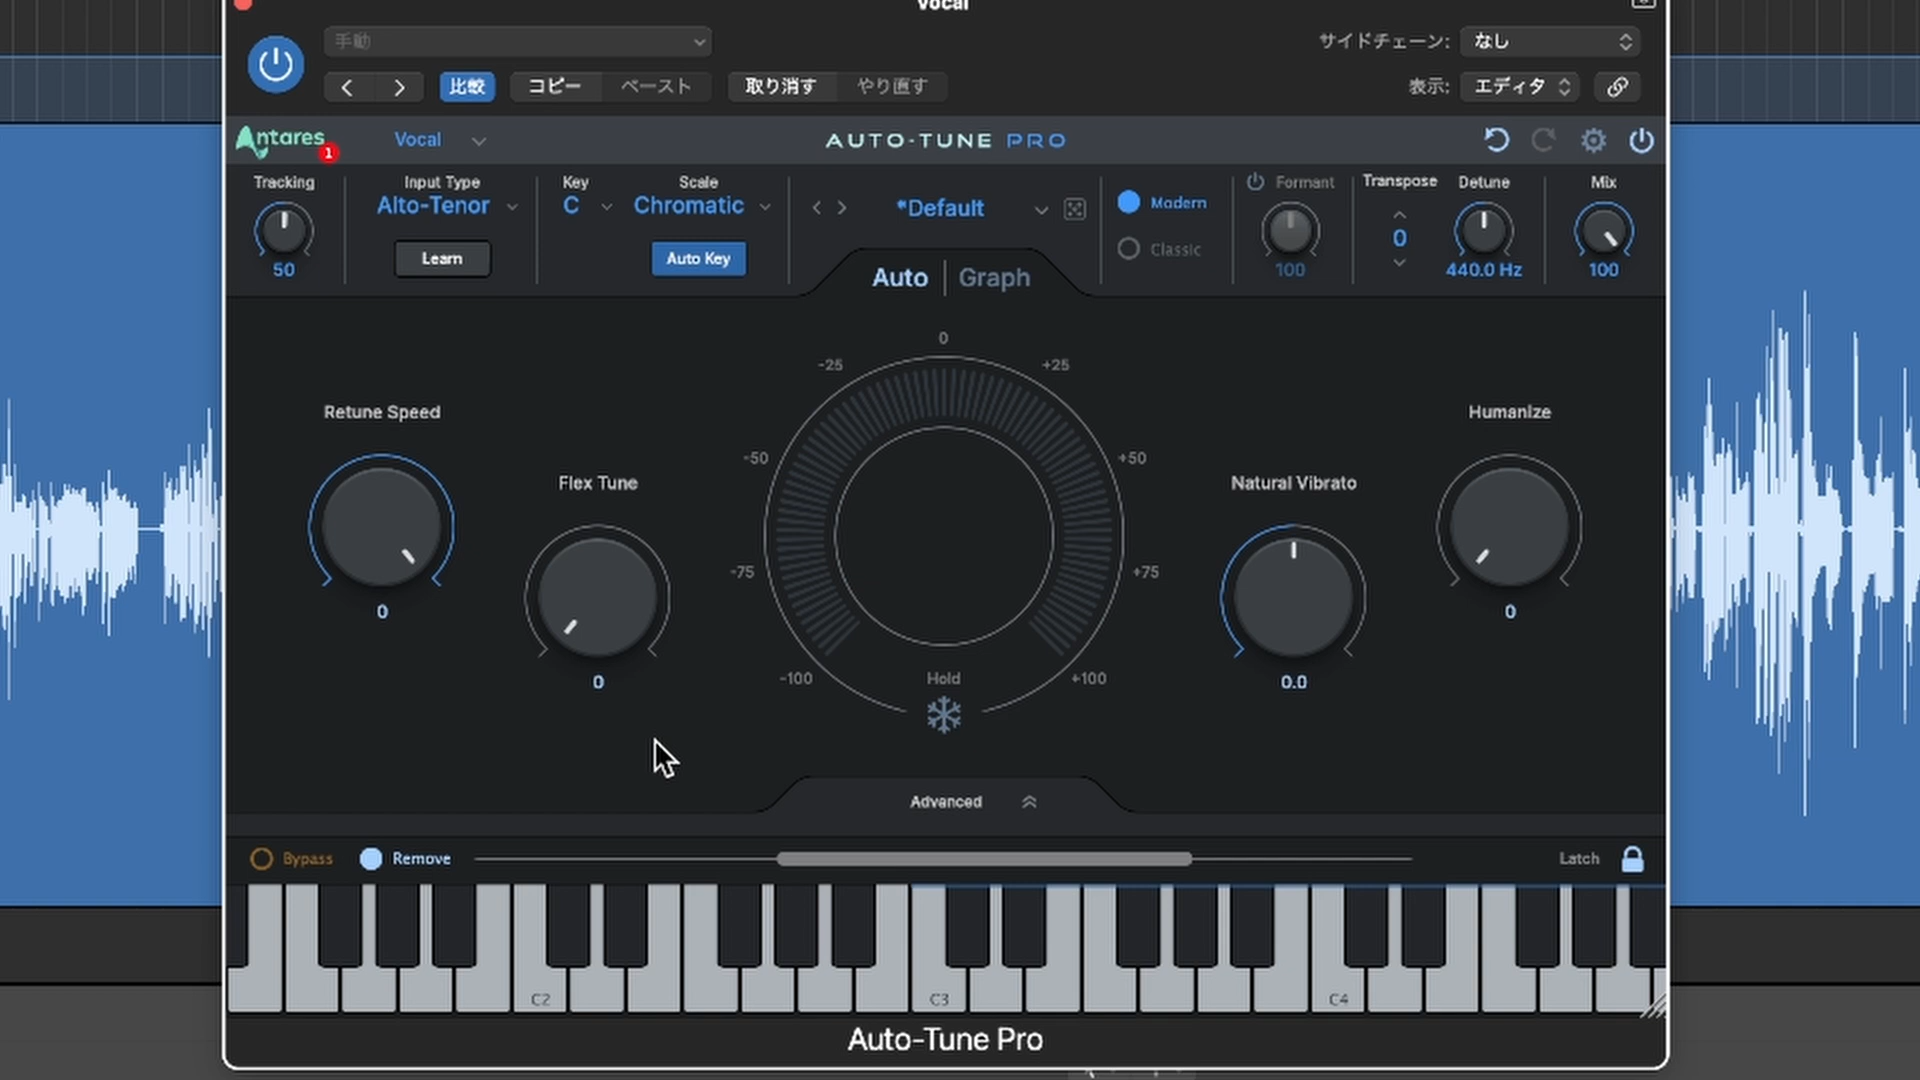 Vocal
手動
サイドチェーン: なし
比較 コピー ペースト 取り消す やり直す
表示: エディタ
Antares 1 Vocal AUTO-TUNE PRO
Tracking Input Type Key Scale Formant Transpose Detune Mix
Alto-Tenor C Chromatic *Default Modern
0
Learn Auto Key Classic
50 100 440.0 Hz 100
Auto Graph
0
-25 +25
Retune Speed Humanize
-50 +50
Flex Tune Natural Vibrato
-75 +75
0 0
-100 Hold +100
0 0.0
Advanced
Bypass Remove Latch
C2 C3 C4
Auto-Tune Pro